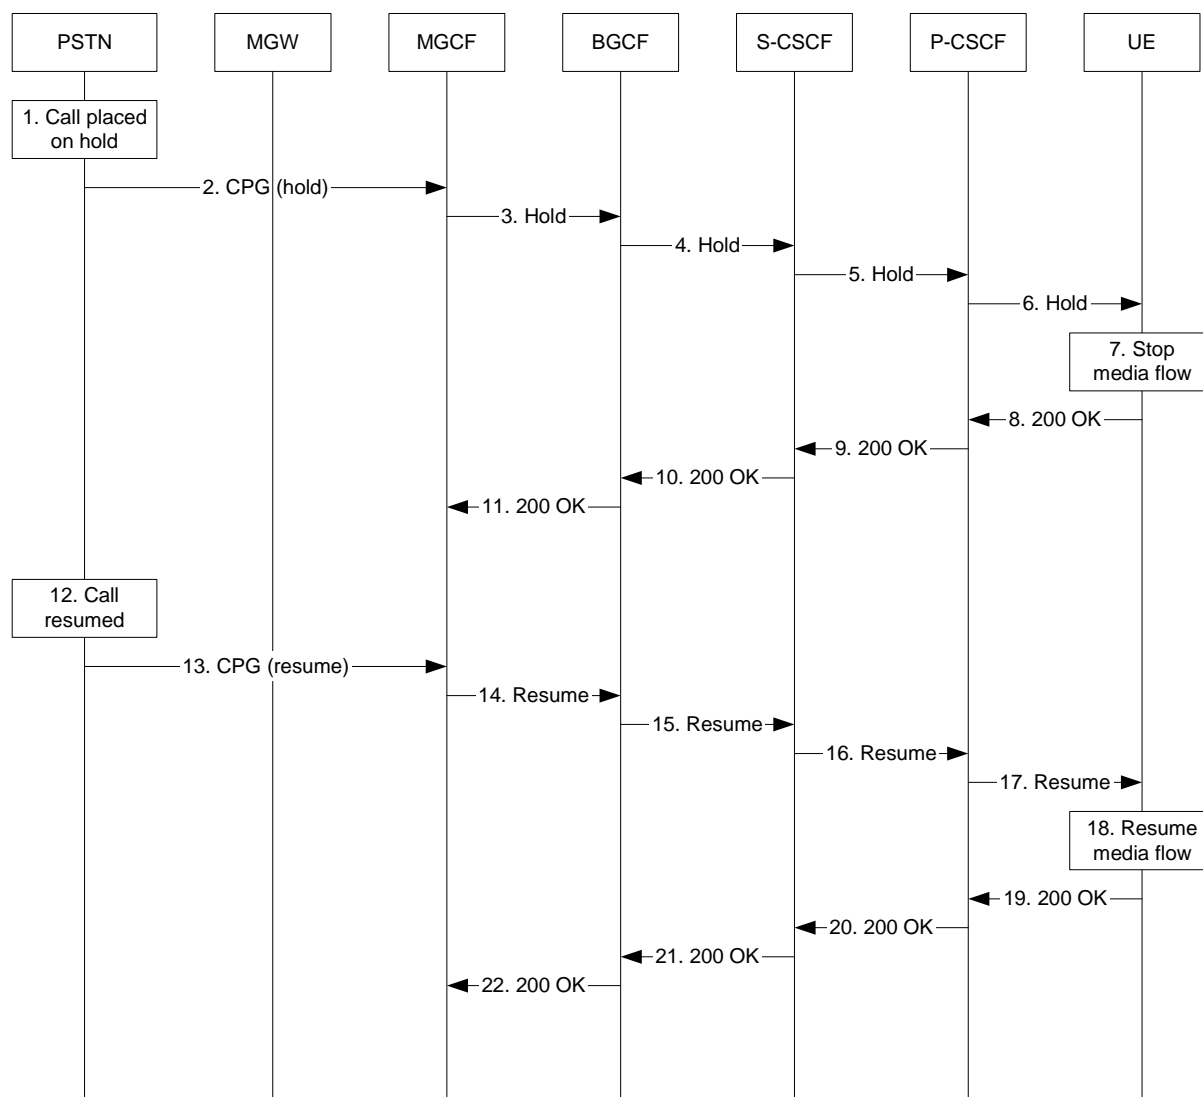 PSTN
MGW
MGCF
BGCF
S-CSCF
P-CSCF
UE
1. Call placed
on hold
2. CPG (hold)
3. Hold
4. Hold
5. Hold
6. Hold
7. Stop
media flow
8. 200 OK
9. 200 OK
10. 200 OK
11. 200 OK
12. Call
resumed
13. CPG (resume)
14. Resume
15. Resume
16. Resume
17. Resume
18. Resume
media flow
19. 200 OK
20. 200 OK
21. 200 OK
22. 200 OK